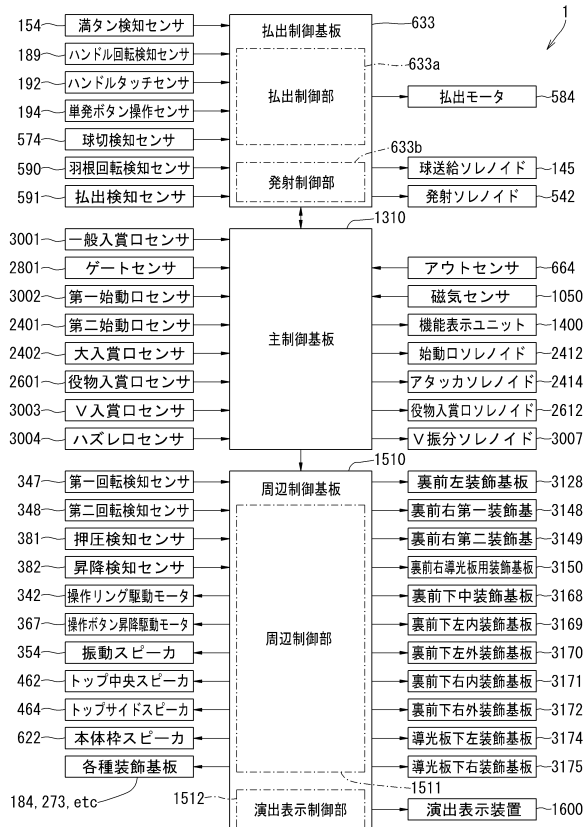 154 満タン検知センサ 払出制御基板 633 1
189 ハンドル回転検知センサ 633a
192 ハンドルタッチセンサ 払出制御部 払出モータ 584
194 単発ボタン操作センサ
574 球切検知センサ 633b
590 羽根回転検知センサ 発射制御部 球送給ソレノイド 145
591 払出検知センサ 発射ソレノイド 542
1310
3001 一般入賞口センサ 主制御基板
2801 ゲートセンサ アウトセンサ 664
3002 第一始動口センサ 磁気センサ 1050
2401 第二始動口センサ 機能表示ユニット 1400
2402 大入賞口センサ 始動口ソレノイド 2412
2601 役物入賞口センサ アタッカソレノイド 2414
3003 V入賞口センサ 役物入賞口ソレノイド 2612
3004 ハズレ口センサ V振分ソレノイド 3007
1510
347 第一回転検知センサ 周辺制御基板 裏前左装飾基板 3128
348 第二回転検知センサ 裏前右第一装飾基 3148
381 押圧検知センサ 裏前右第二装飾基 3149
382 昇降検知センサ 裏前右導光板用装飾基板 3150
342 操作リング駆動モータ 裏前下中装飾基板 3168
367 操作ボタン昇降駆動モータ 周辺制御部 裏前下左内装飾基板 3169
354 振動スピーカ 裏前下左外装飾基板 3170
462 トップ中央スピーカ 裏前下右内装飾基板 3171
464 トップサイドスピーカ 裏前下右外装飾基板 3172
622 本体枠スピーカ 導光板下左装飾基板 3174
各種装飾基板 導光板下右装飾基板 3175
184, 273, etc 1512 1511
演出表示制御部 演出表示装置 1600